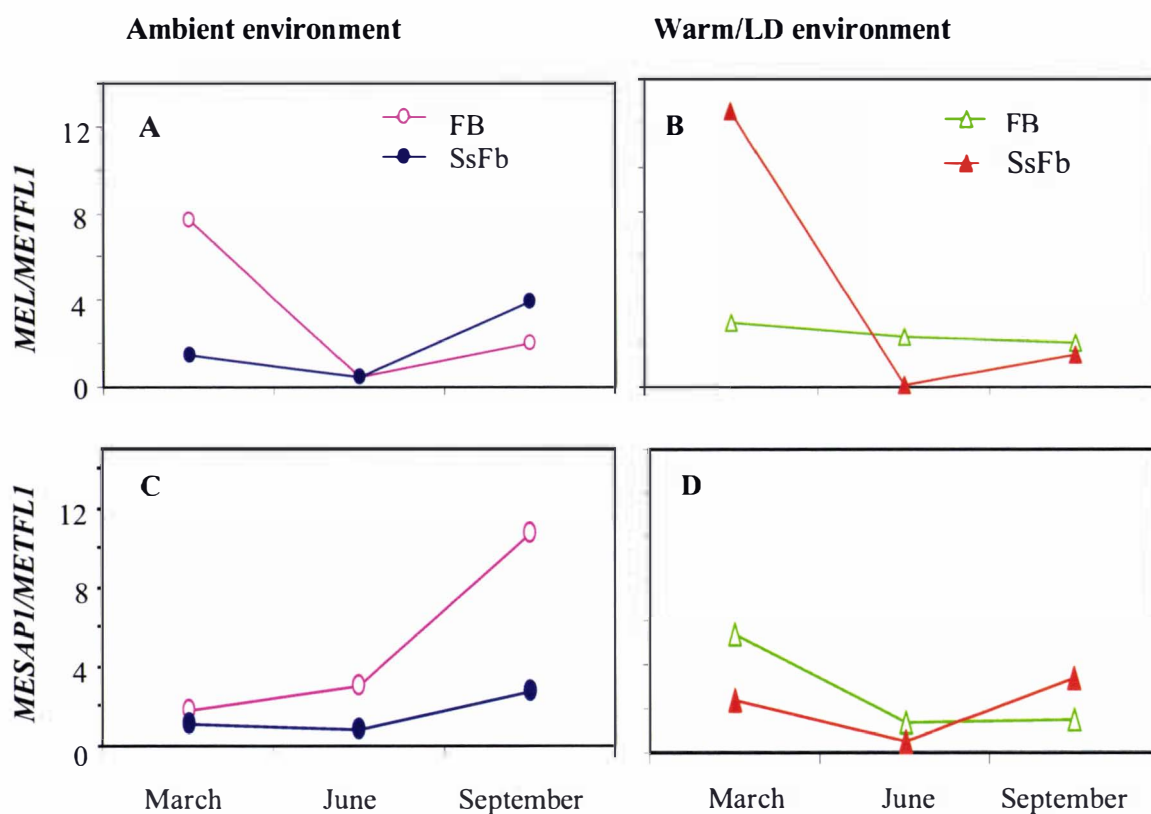 Ambient environment
Warm/LD environment
MEL/METFL1
12
8
4
0
A
FB
SsFb
B
FB
SsFb
MESAP1/METFL1
12
8
4
0
C
D
March June September
March June September